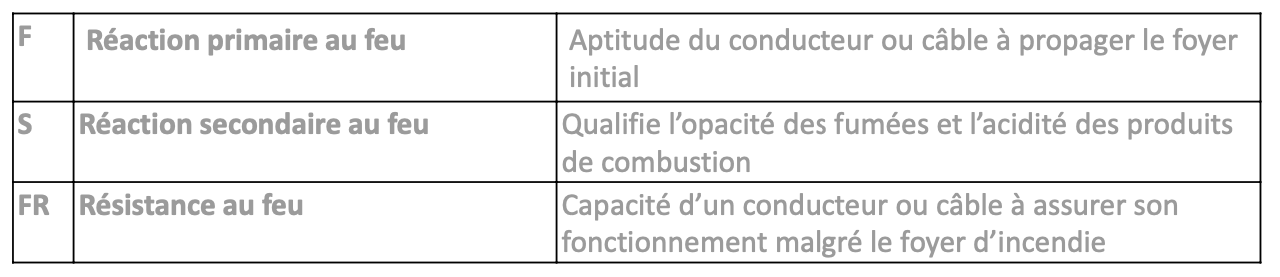 F Réaction primaire au feu Aptitude du conducteur ou câble à propager le foyer
initial
S Réaction secondaire au feu Qualifie l’opacité des fumées et l’acidité des produits
de combustion
FR Résistance au feu Capacité d’un conducteur ou câble à assurer son
fonctionnement malgré le foyer d’incendie